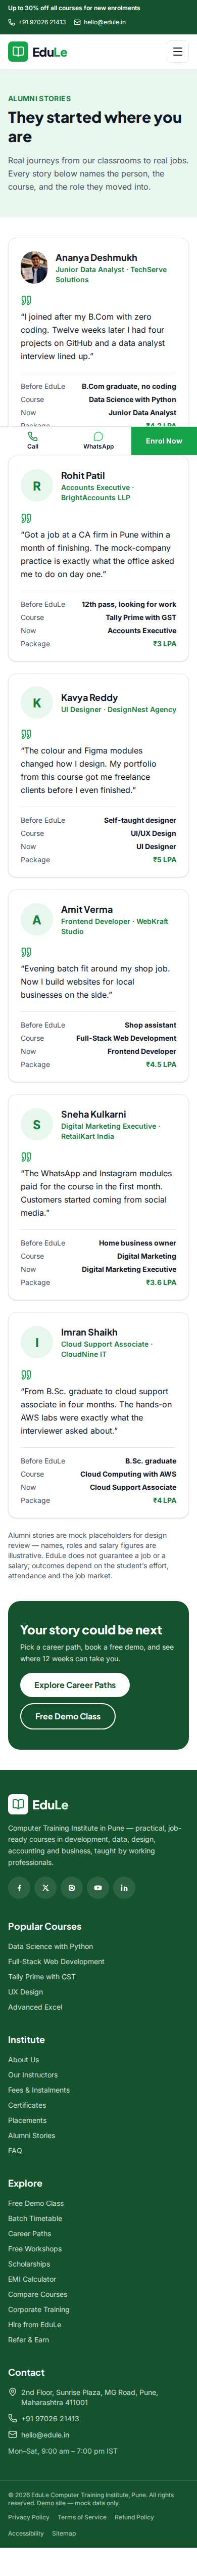 Up to 30% off all courses for new enrolments
+91 97026 21413 hello@edule.in
EduLe
ALUMNI STORIES
They started where you
are
Real journeys from our classrooms to real jobs.
Every story below names the person, the
course, and the role they moved into.
Ananya Deshmukh
Junior Data Analyst · TechServe
Solutions
“I joined after my B.Com with zero
coding. Twelve weeks later I had four
projects on GitHub and a data analyst
interview lined up.”
Before EduLe B.Com graduate, no coding
Course Data Science with Python
Now Junior Data Analyst
Package ₹4.2 LPA
Call WhatsApp Enrol Now
R
Rohit Patil
Accounts Executive ·
BrightAccounts LLP
“Got a job at a CA firm in Pune within a
month of finishing. The mock-company
practice is exactly what the office asked
me to do on day one.”
Before EduLe 12th pass, looking for work
Course Tally Prime with GST
Now Accounts Executive
Package ₹3 LPA
K
Kavya Reddy
UI Designer · DesignNest Agency
“The colour and Figma modules
changed how I design. My portfolio
from this course got me freelance
clients before I even finished.”
Before EduLe Self-taught designer
Course UI/UX Design
Now UI Designer
Package ₹5 LPA
A
Amit Verma
Frontend Developer · WebKraft
Studio
“Evening batch fit around my shop job.
Now I build websites for local
businesses on the side.”
Before EduLe Shop assistant
Course Full-Stack Web Development
Now Frontend Developer
Package ₹4.5 LPA
S
Sneha Kulkarni
Digital Marketing Executive ·
RetailKart India
“The WhatsApp and Instagram modules
paid for the course in the first month.
Customers started coming from social
media.”
Before EduLe Home business owner
Course Digital Marketing
Now Digital Marketing Executive
Package ₹3.6 LPA
I
Imran Shaikh
Cloud Support Associate ·
CloudNine IT
“From B.Sc. graduate to cloud support
associate in four months. The hands-on
AWS labs were exactly what the
interviewer asked about.”
Before EduLe B.Sc. graduate
Course Cloud Computing with AWS
Now Cloud Support Associate
Package ₹4 LPA
Alumni stories are mock placeholders for design
review — names, roles and salary figures are
illustrative. EduLe does not guarantee a job or a
salary; outcomes depend on the student’s effort,
attendance and the job market.
Your story could be next
Pick a career path, book a free demo, and see
where 12 weeks can take you.
Explore Career Paths
Free Demo Class
EduLe
Computer Training Institute in Pune — practical, job-
ready courses in development, data, design,
accounting and business, taught by working
professionals.
Popular Courses
Data Science with Python
Full-Stack Web Development
Tally Prime with GST
UX Design
Advanced Excel
Institute
About Us
Our Instructors
Fees & Instalments
Certificates
Placements
Alumni Stories
FAQ
Explore
Free Demo Class
Batch Timetable
Career Paths
Free Workshops
Scholarships
EMI Calculator
Compare Courses
Corporate Training
Hire from EduLe
Refer & Earn
Contact
2nd Floor, Sunrise Plaza, MG Road, Pune,
Maharashtra 411001
+91 97026 21413
hello@edule.in
Mon–Sat, 9:00 am – 7:00 pm IST
© 2026 EduLe Computer Training Institute, Pune. All rights
reserved. Demo site — mock data only.
Privacy Policy Terms of Service Refund Policy
Accessibility Sitemap